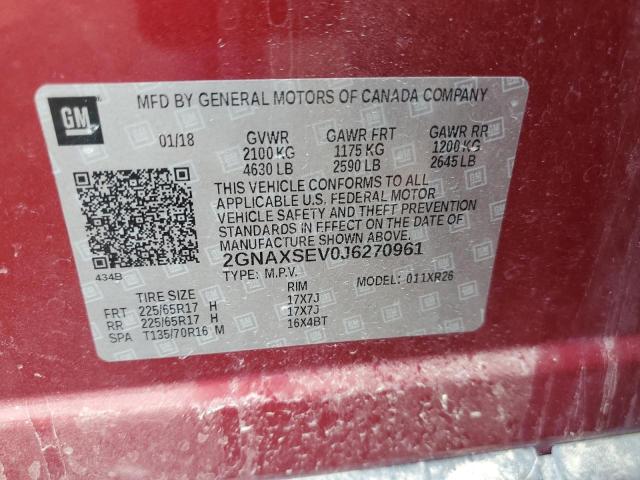 GM
MFD BY GENERAL MOTORS OF CANADA COMPANY
01/18 GVWR GAWR FRT GAWR RR
2100 KG 1175 KG 1200 KG
4630 LB 2590 LB 2645 LB
THIS VEHICLE CONFORMS TO ALL
APPLICABLE U.S. FEDERAL MOTOR
VEHICLE SAFETY AND THEFT PREVENTION
STANDARDS IN EFFECT ON THE DATE OF
MANUFACTURE SHOWN ABOVE.
2GNAXSEV0J6270961
434B
TYPE: M.P.V. MODEL: 011XR26
TIRE SIZE RIM
FRT 225/65R17 H 17X7J
RR 225/65R17 H 17X7J
SPA T135/70R16 M 16X4BT